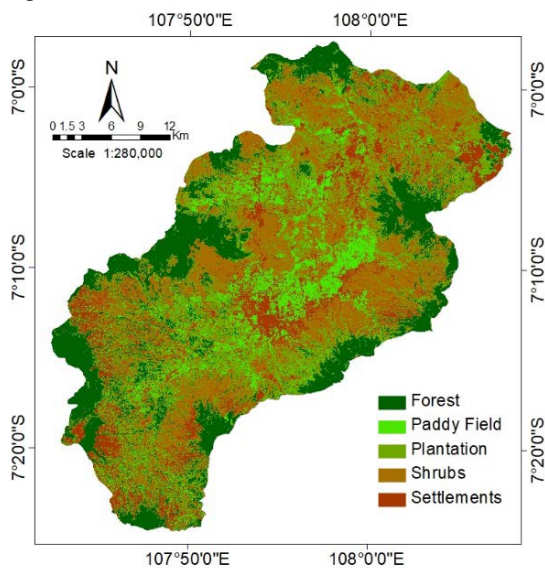 107°50'0"E 108°0'0"E
7°0'0"S 7°0'0"S
N
0 1.5 3 6 9 12
Km
Scale 1:280,000
7°10'0"S 7°10'0"S
Forest
Paddy Field
Plantation
Shrubs
Settlements
7°20'0"S 7°20'0"S
107°50'0"E 108°0'0"E